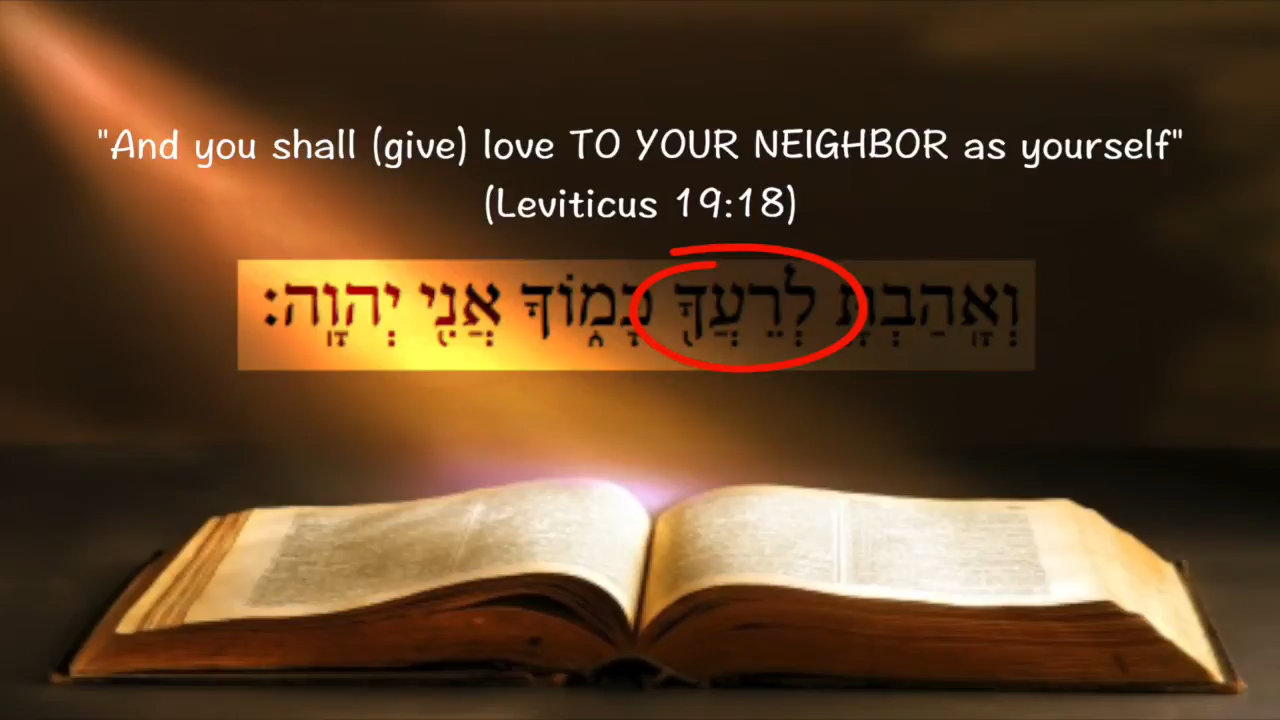 "And you shall (give) love TO YOUR NEIGHBOR as yourself"
(Leviticus 19:18)
וְאָהַבְתָּ לְרֵעֲךָ כָּמוֹךָ אֲנִי יְהוָה׃